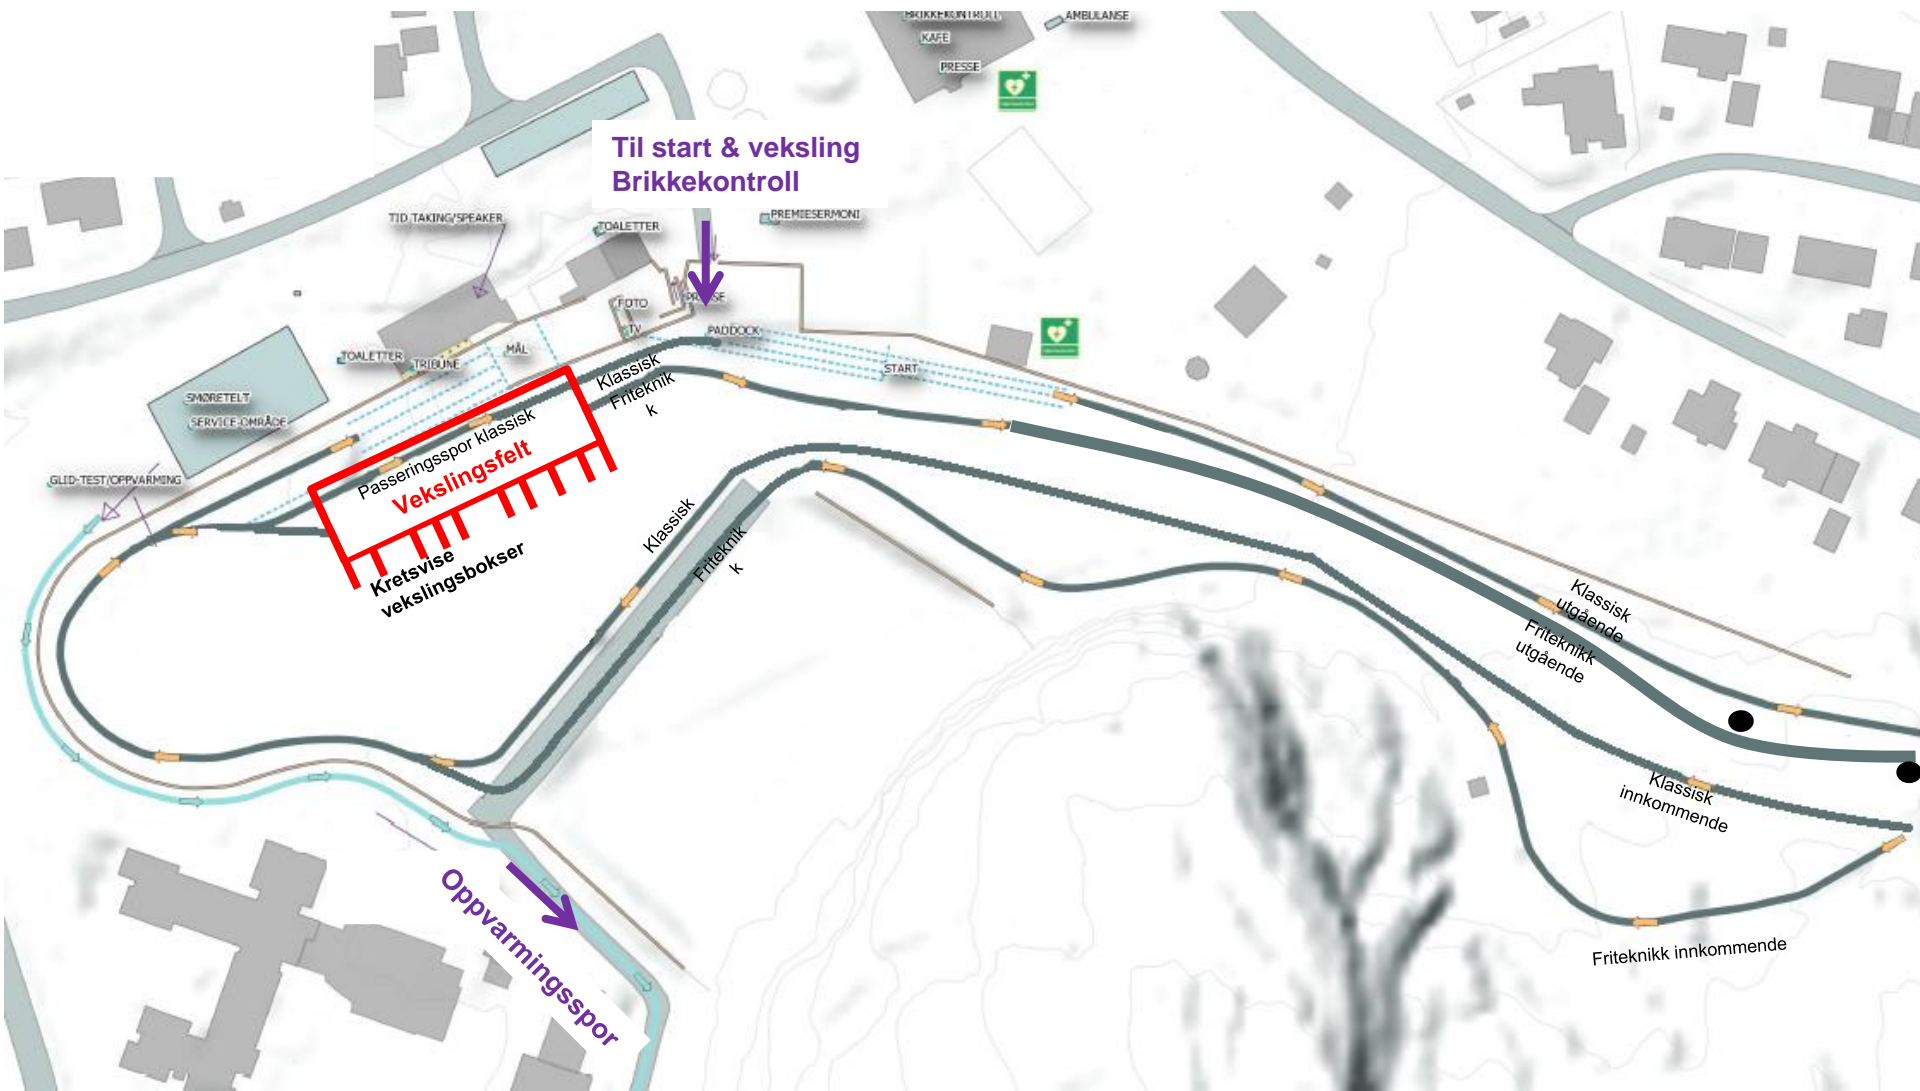 BRIKKEKONTROLL
AMBULANSE
KAFE
PRESSE
Til start & veksling
Brikkekontroll
TID TAKING/SPEAKER
TOALETTER
PREMIESERMONI
FOTO
TV
PRESSE
PADDOCK
MÅL
TOALETTER
TRIBUNE
START
SMØRETELT
SERVICE-OMRÅDE
GLID-TEST/OPPVARMING
Klassisk
Friteknik
k
Passeringsspor klassisk
Vekslingsfelt
Kretsvise
vekslingsbokser
Klassisk
Friteknik
k
Klassisk
utgående
Friteknikk
utgående
Klassisk
innkommende
Friteknikk innkommende
Oppvarmingsspor